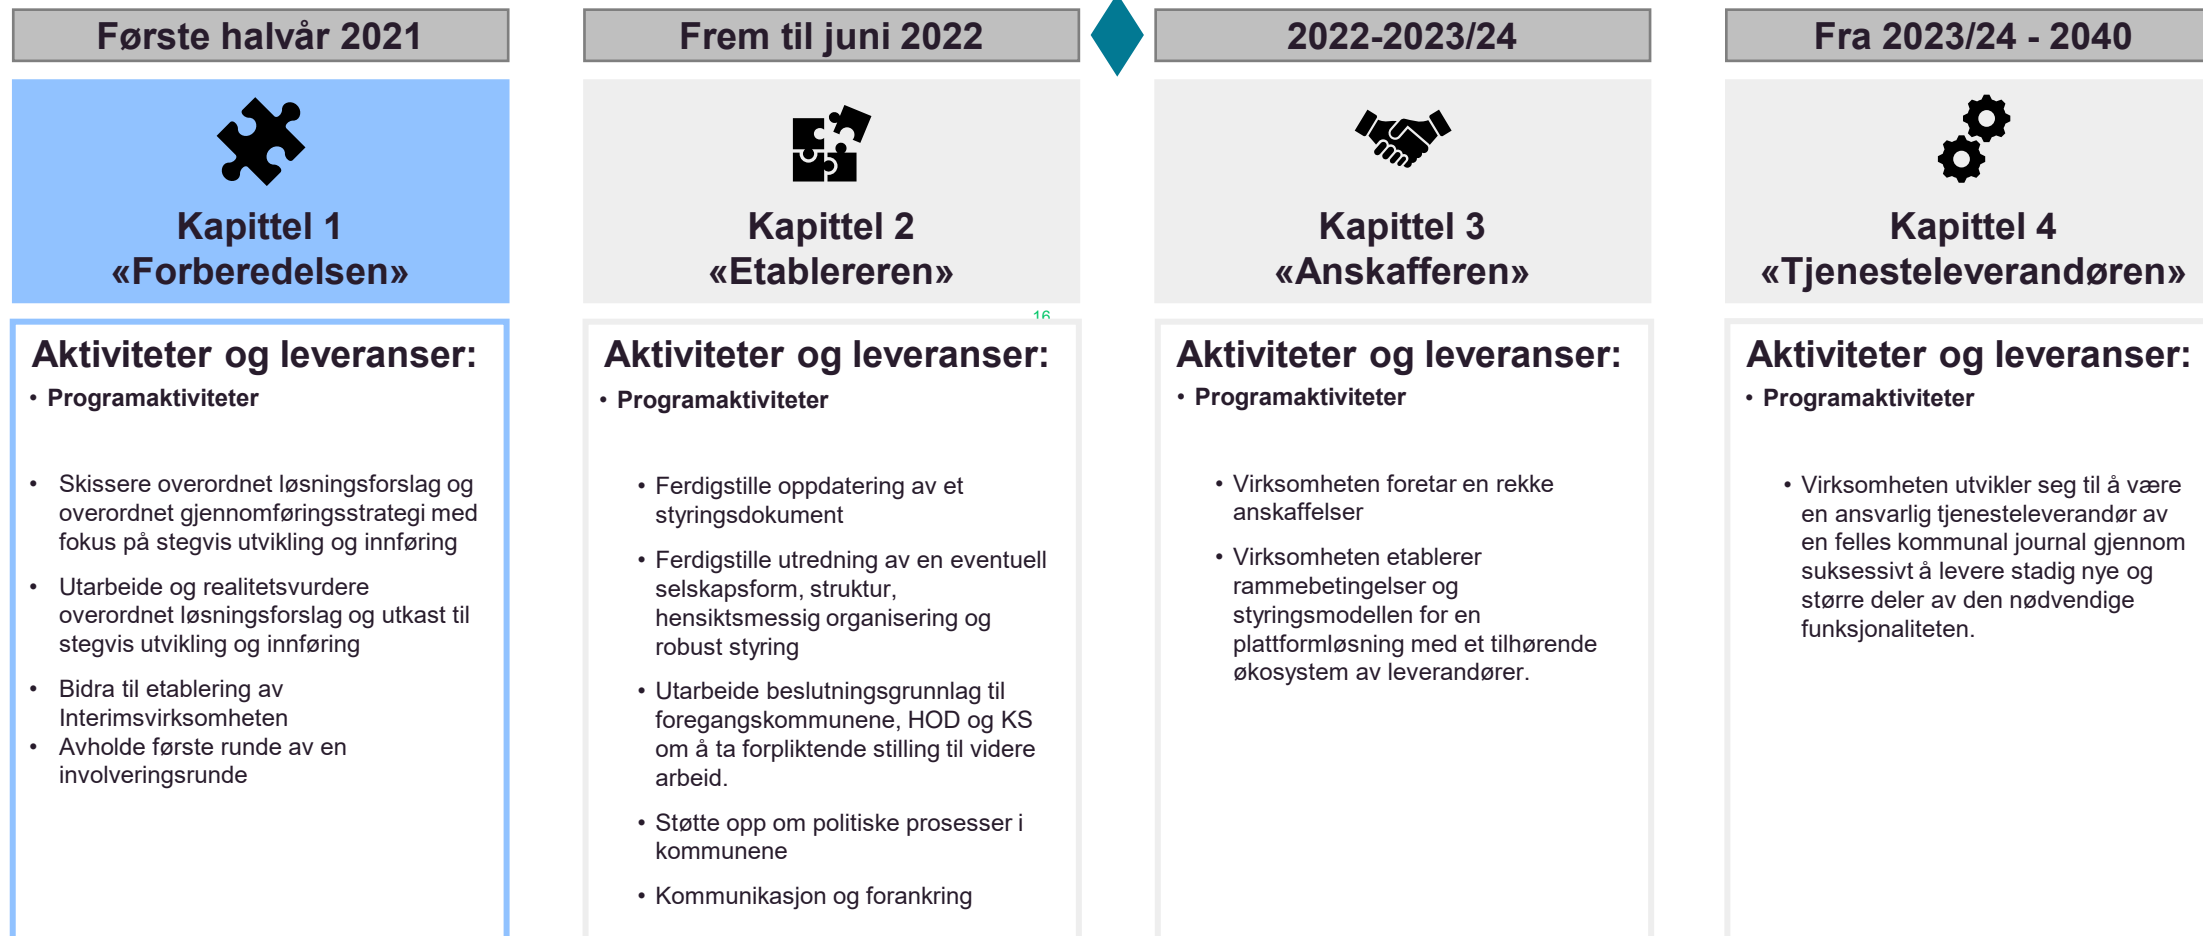 Første halvår 2021
Kapittel 1
«Forberedelsen»
Aktiviteter og leveranser:
• Programaktiviteter
• Skissere overordnet løsningsforslag og
overordnet gjennomføringsstrategi med
fokus på stegvis utvikling og innføring
• Utarbeide og realitetsvurdere
overordnet løsningsforslag og utkast til
stegvis utvikling og innføring
• Bidra til etablering av
Interimsvirksomheten
• Avholde første runde av en
involveringsrunde
Frem til juni 2022
Kapittel 2
«Etablereren»
16
Aktiviteter og leveranser:
• Programaktiviteter
• Ferdigstille oppdatering av et
styringsdokument
• Ferdigstille utredning av en eventuell
selskapsform, struktur,
hensiktsmessig organisering og
robust styring
• Utarbeide beslutningsgrunnlag til
foregangskommunene, HOD og KS
om å ta forpliktende stilling til videre
arbeid.
• Støtte opp om politiske prosesser i
kommunene
• Kommunikasjon og forankring
2022-2023/24
Kapittel 3
«Anskafferen»
Aktiviteter og leveranser:
• Programaktiviteter
• Virksomheten foretar en rekke
anskaffelser
• Virksomheten etablerer
rammebetingelser og
styringsmodellen for en
plattformløsning med et tilhørende
økosystem av leverandører.
Fra 2023/24 - 2040
Kapittel 4
«Tjenesteleverandøren»
Aktiviteter og leveranser:
• Programaktiviteter
• Virksomheten utvikler seg til å være
en ansvarlig tjenesteleverandør av
en felles kommunal journal gjennom
suksessivt å levere stadig nye og
større deler av den nødvendige
funksjonaliteten.